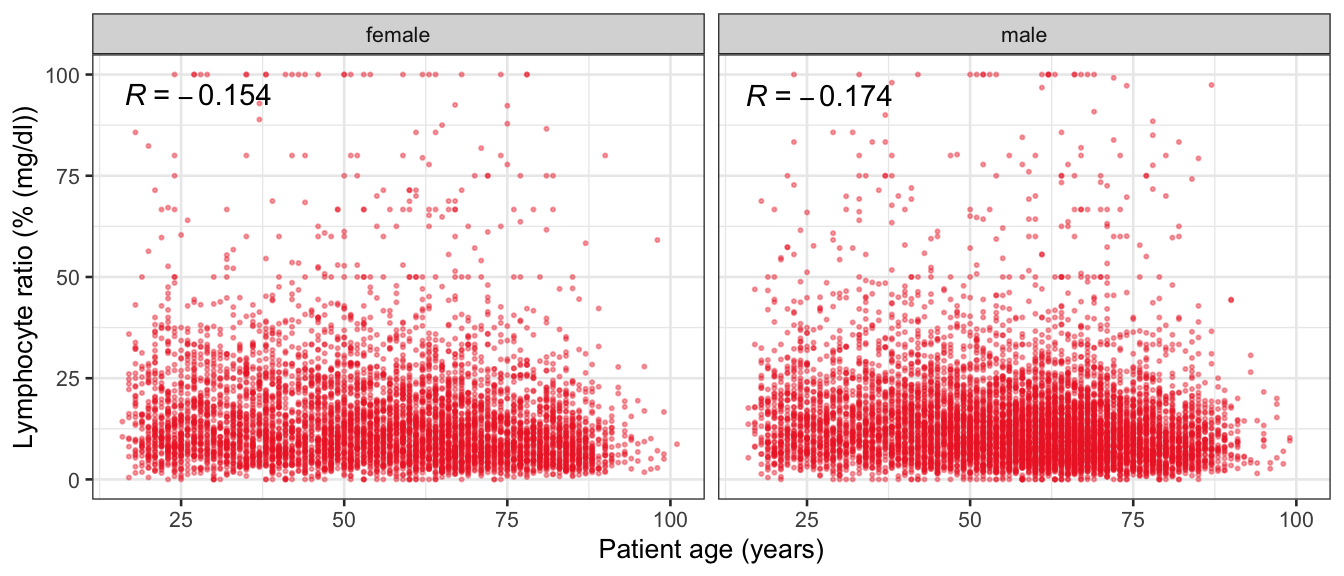 female
male
R = −0.154
R = −0.174
100
75
50
25
0
Lymphocyte ratio (% (mg/dl))
25 50 75 100
25 50 75 100
Patient age (years)